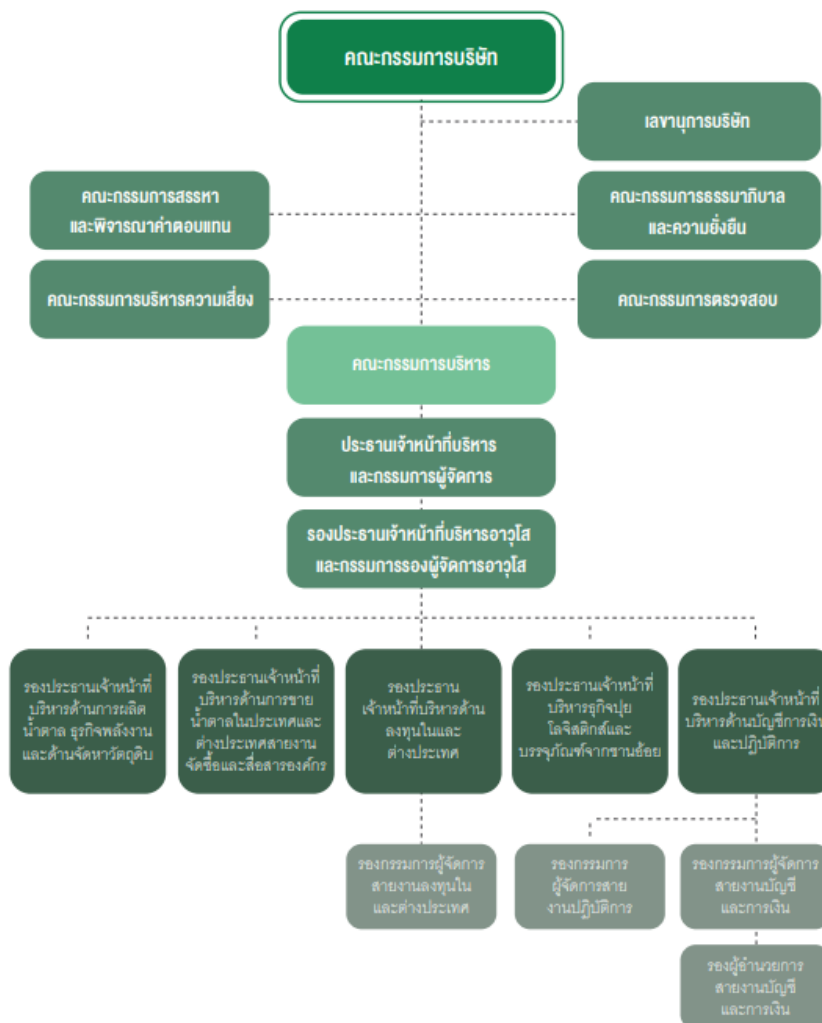 คณะกรรมการบริษัท
เลขานุการบริษัท
คณะกรรมการสรรหา
และพิจารณาค่าตอบแทน
คณะกรรมการธรรมาภิบาล
และความยั่งยืน
คณะกรรมการบริหารความเสี่ยง
คณะกรรมการตรวจสอบ
คณะกรรมการบริหาร
ประธานเจ้าหน้าที่บริหาร
และกรรมการผู้จัดการ
รองประธานเจ้าหน้าที่บริหารอาวุโส
และกรรมการรองผู้จัดการอาวุโส
รองประธานเจ้าหน้าที่
บริหารด้านการผลิต
น้ำตาล ธุรกิจพลังงาน
และด้านจัดหาวัตถุดิบ
รองประธานเจ้าหน้าที่
บริหารด้านการขาย
น้ำตาลในประเทศและ
ต่างประเทศสายงาน
จัดซื้อและสื่อสารองค์กร
รองประธาน
เจ้าหน้าที่บริหารด้าน
ลงทุนในและ
ต่างประเทศ
รองประธานเจ้าหน้าที่
บริหารธุรกิจปุ๋ย
โลจิสติกส์และ
บรรจุภัณฑ์จากชานอ้อย
รองประธานเจ้าหน้าที่
บริหารด้านบัญชีการเงิน
และปฏิบัติการ
รองกรรมการผู้จัดการ
สายงานลงทุนใน
และต่างประเทศ
รองกรรมการ
ผู้จัดการสาย
งานปฏิบัติการ
รองกรรมการผู้จัดการ
สายงานบัญชี
และการเงิน
รองผู้อำนวยการ
สายงานบัญชี
และการเงิน